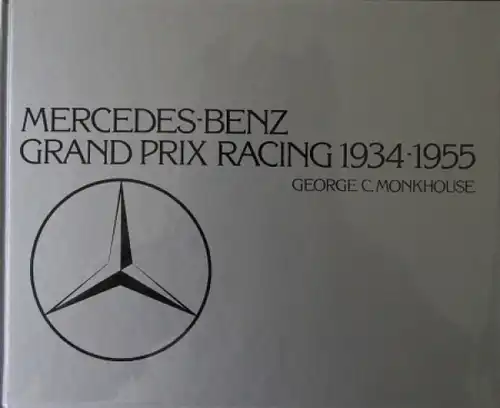 MERCEDES-BENZ
GRAND PRIX RACING 1934-1955
GEORGE C. MONKHOUSE